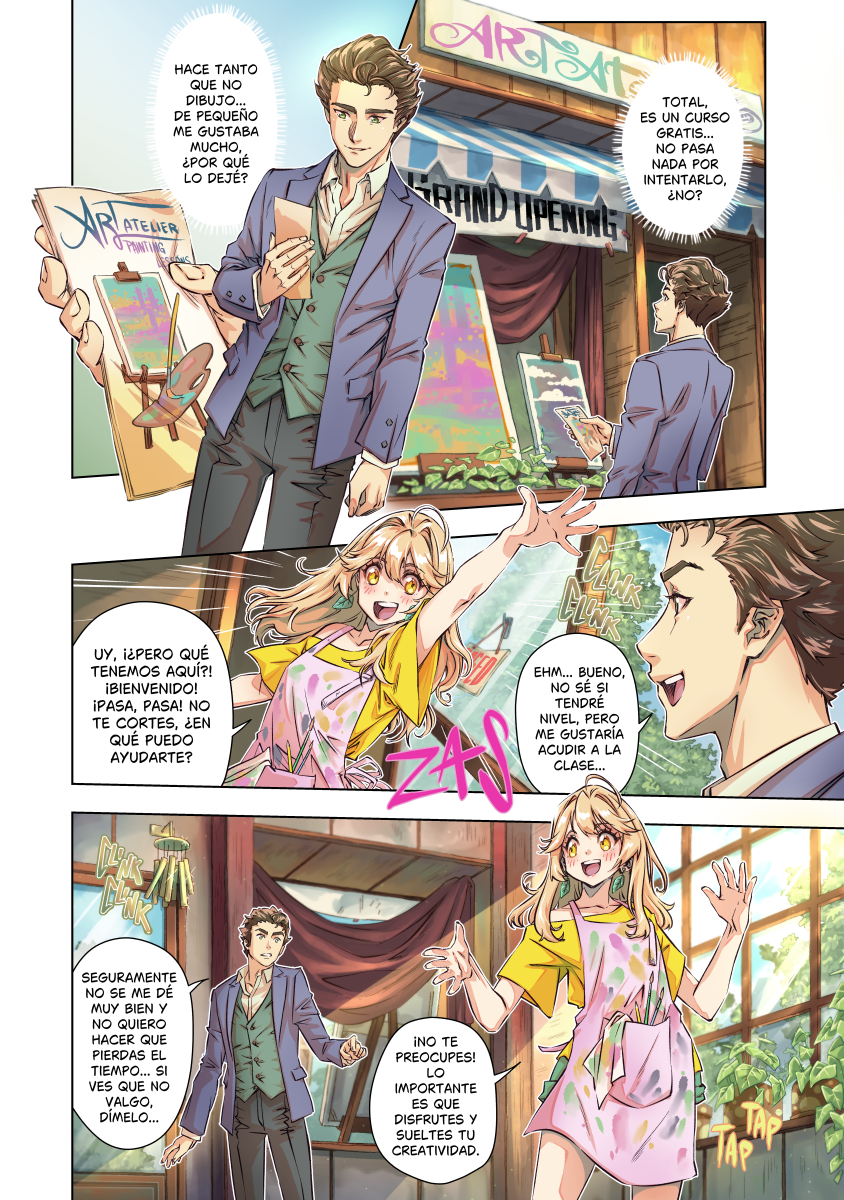 HACE TANTO
QUE NO
DIBUJO...
DE PEQUEÑO
ME GUSTABA
MUCHO,
¿POR QUÉ
LO DEJÉ?
ART AT
TOTAL,
ES UN CURSO
GRATIS...
NO PASA
NADA POR
INTENTARLO,
¿NO?
GRAND OPENING
ART ATELIER
PAINTING
LESSONS
UY, ¡¿PERO QUÉ
TENEMOS AQUÍ?!
¡BIENVENIDO!
¡PASA, PASA! NO
TE CORTES, ¿EN
QUÉ PUEDO
AYUDARTE?
CLINK
CLINK
ZAS
EHM... BUENO,
NO SÉ SI
TENDRÉ
NIVEL, PERO
ME GUSTARÍA
ACUDIR A LA
CLASE...
CLINK
CLINK
SEGURAMENTE
NO SE ME DÉ
MUY BIEN Y
NO QUIERO
HACER QUE
PIERDAS EL
TIEMPO... SI
VES QUE NO
VALGO,
DÍMELO...
¡NO TE
PREOCUPES!
LO
IMPORTANTE
ES QUE
DISFRUTES Y
SUELTES TU
CREATIVIDAD.
TAP
TAP